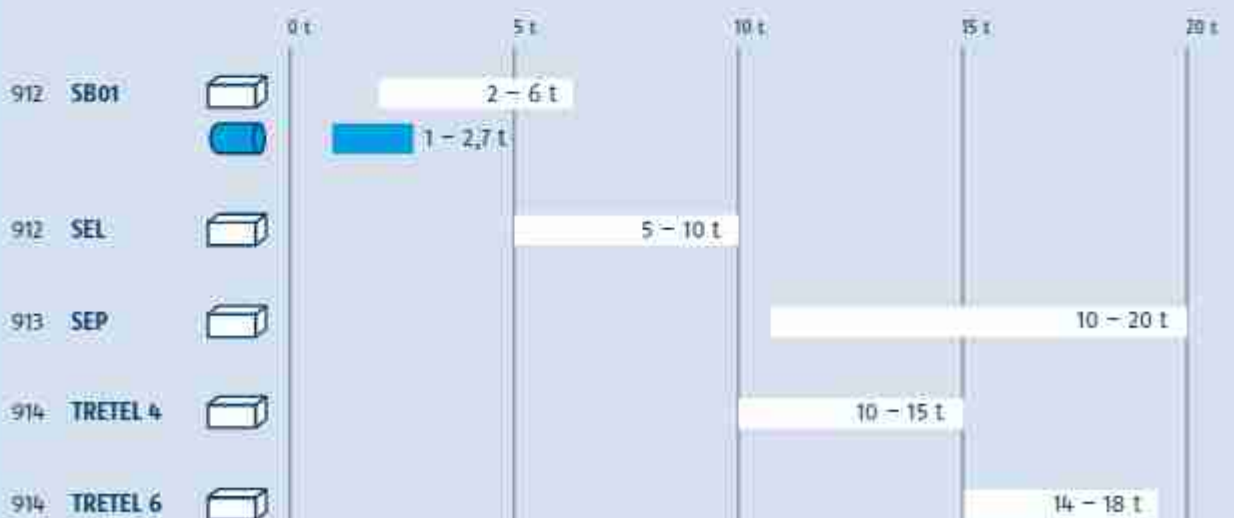 0 t 5 t 10 t 15 t 20 t
912 SB01 2 – 6 t
1 – 2,7 t
912 SEL 5 – 10 t
913 SEP 10 – 20 t
914 TRETEL 4 10 – 15 t
914 TRETEL 6 14 – 18 t